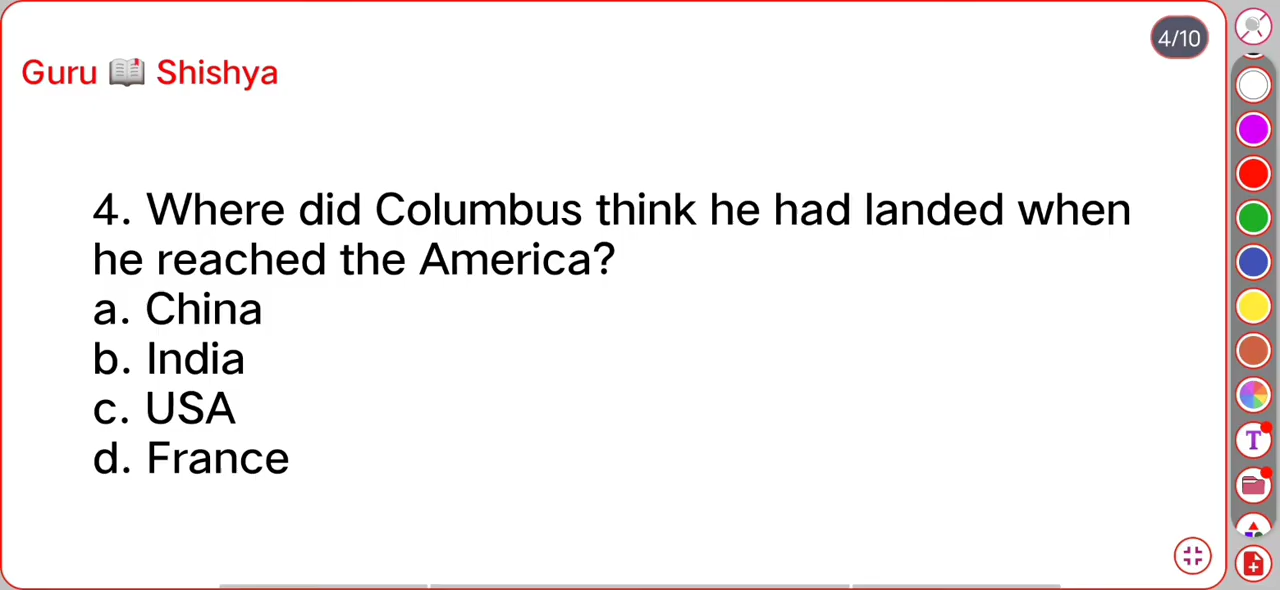 4/10
Guru 📖 Shishya
4. Where did Columbus think he had landed when
he reached the America?
a. China
b. India
c. USA
d. France
T